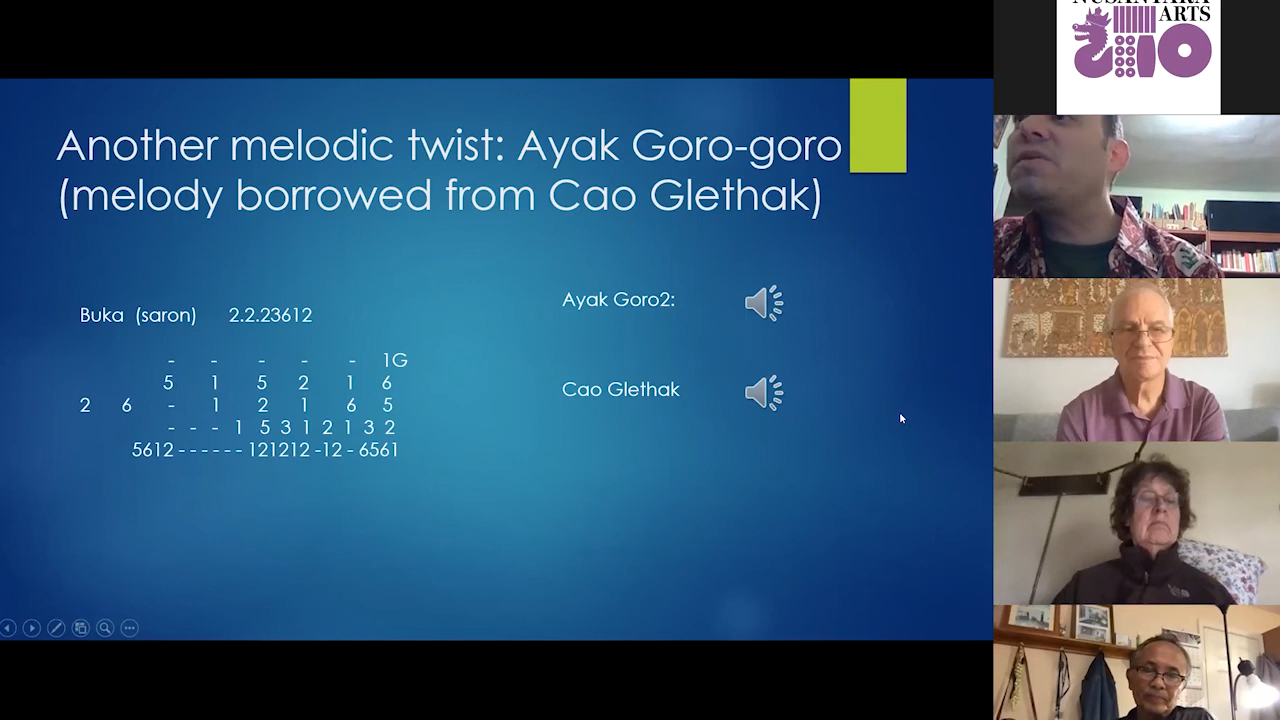 Another melodic twist: Ayak Goro-goro
(melody borrowed from Cao Glethak)
Buka (saron) 2.2.23612
- - - - - 1G
5 1 5 2 1 6
2 6 - 1 2 1 6 5
- - - 1 5 3 1 2 1 3 2
5612 - - - - - - 121212 -12 - 6561
Ayak Goro2:
Cao Glethak
NUSANTARA
ARTS